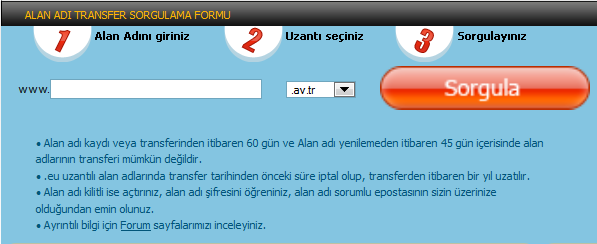 ALAN ADI TRANSFER SORGULAMA FORMU
1 Alan Adını giriniz 2 Uzantı seçiniz 3 Sorgulayınız
www. .av.tr Sorgula
• Alan adı kaydı veya transferinden itibaren 60 gün ve Alan adı yenilemeden itibaren 45 gün içerisinde alan
adlarının transferi mümkün değildir.
• .eu uzantılı alan adlarında transfer tarihinden önceki süre iptal olup, transferden itibaren bir yıl uzatılır.
• Alan adı kilitli ise açtırınız, alan adı şifresini öğreniniz, alan adı sorumlu epostasının sizin üzerinize
olduğundan emin olunuz.
• Ayrıntılı bilgi için Forum sayfalarımızı inceleyiniz.